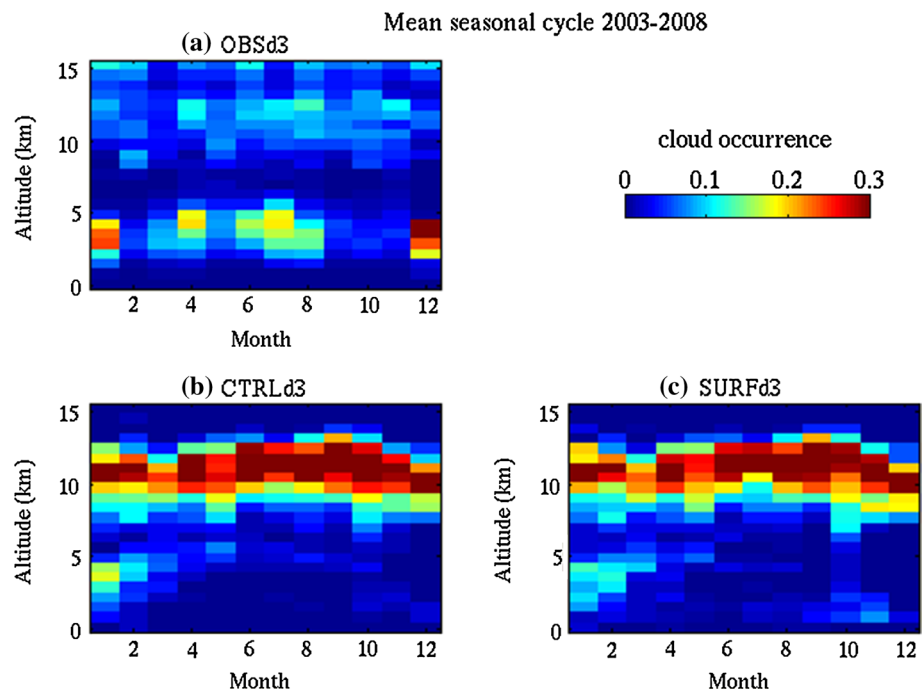 Mean seasonal cycle 2003-2008
(a) OBSd3
15
10
5
0
Altitude (km)
2 4 6 8 10 12
Month
cloud occurrence
0 0.1 0.2 0.3
(b) CTRLd3
15
10
5
0
Altitude (km)
2 4 6 8 10 12
Month
(c) SURFd3
15
10
5
0
Altitude (km)
2 4 6 8 10 12
Month